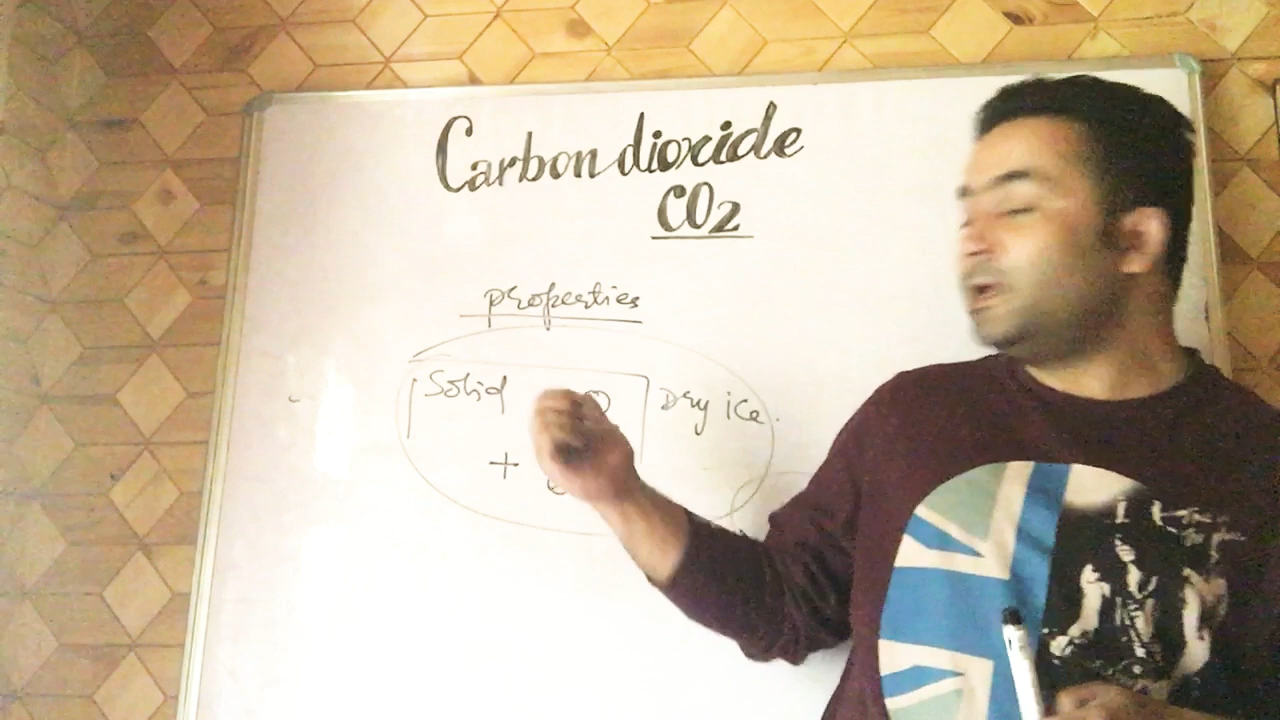 Carbon dioxide
CO2
properties
Solid Dry ice.
+